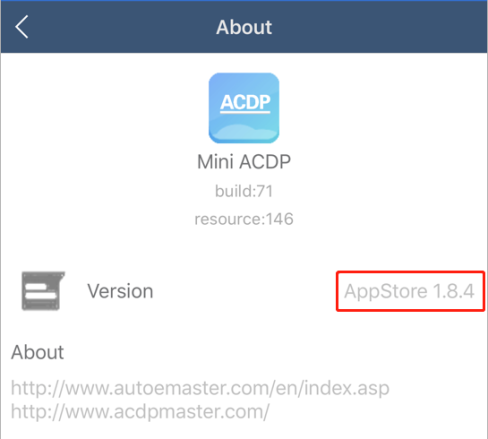 About
ACDP
Mini ACDP
build:71
resource:146
Version AppStore 1.8.4
About
http://www.autoemaster.com/en/index.asp
http://www.acdpmaster.com/